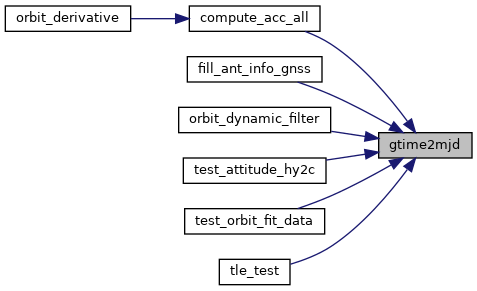 orbit_derivative
compute_acc_all
fill_ant_info_gnss
orbit_dynamic_filter
gtime2mjd
test_attitude_hy2c
test_orbit_fit_data
tle_test